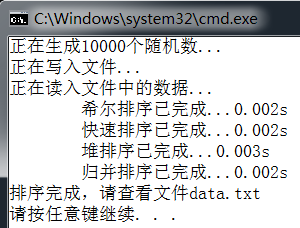 C:\Windows\system32\cmd.exe
正在生成10000个随机数...
正在写入文件...
正在读入文件中的数据...
希尔排序已完成...0.002s
快速排序已完成...0.002s
堆排序已完成...0.003s
归并排序已完成...0.002s
排序完成，请查看文件data.txt
请按任意键继续. . .